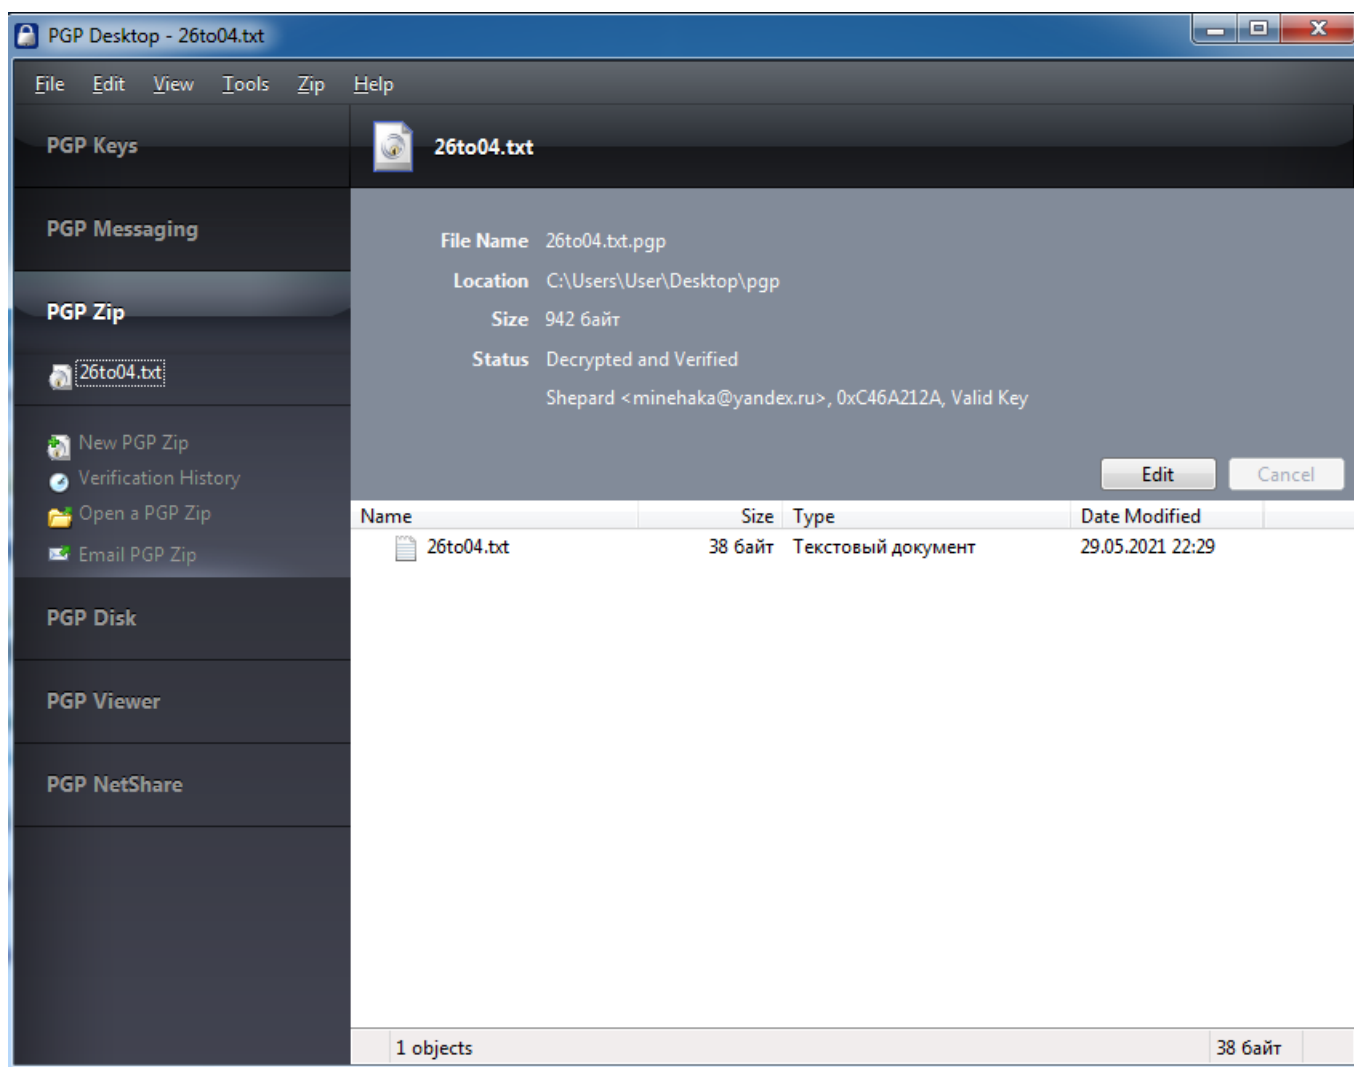 PGP Desktop - 26to04.txt
File Edit View Tools Zip Help
PGP Keys
PGP Messaging
PGP Zip
26to04.txt
New PGP Zip
Verification History
Open a PGP Zip
Email PGP Zip
PGP Disk
PGP Viewer
PGP NetShare
26to04.txt
File Name 26to04.txt.pgp
Location C:\Users\User\Desktop\pgp
Size 942 байт
Status Decrypted and Verified
Shepard <minehaka@yandex.ru>, 0xC46A212A, Valid Key
Edit Cancel
Name Size Type Date Modified
26to04.txt 38 байт Текстовый документ 29.05.2021 22:29
1 objects 38 байт